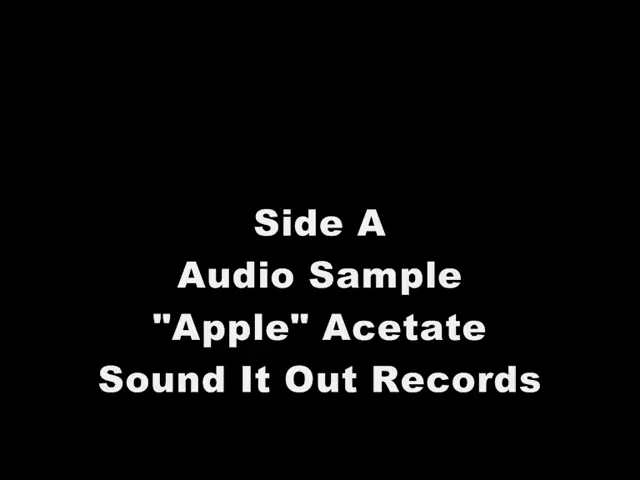 Side A
Audio Sample
"Apple" Acetate
Sound It Out Records